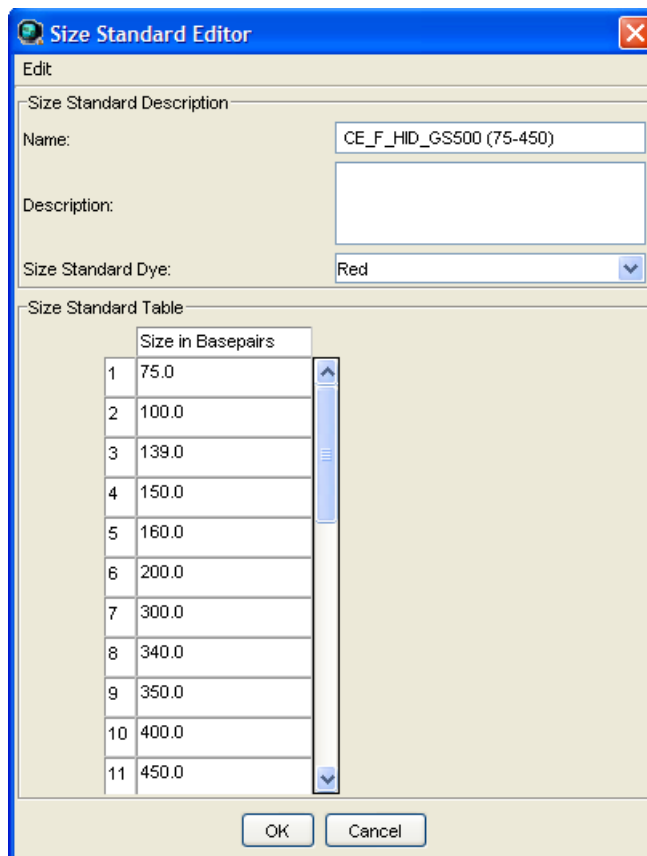 Size Standard Editor
Edit
Size Standard Description
Name: CE_F_HID_GS500 (75-450)
Description:
Size Standard Dye: Red
Size Standard Table
Size in Basepairs
1 75.0
2 100.0
3 139.0
4 150.0
5 160.0
6 200.0
7 300.0
8 340.0
9 350.0
10 400.0
11 450.0
OK Cancel